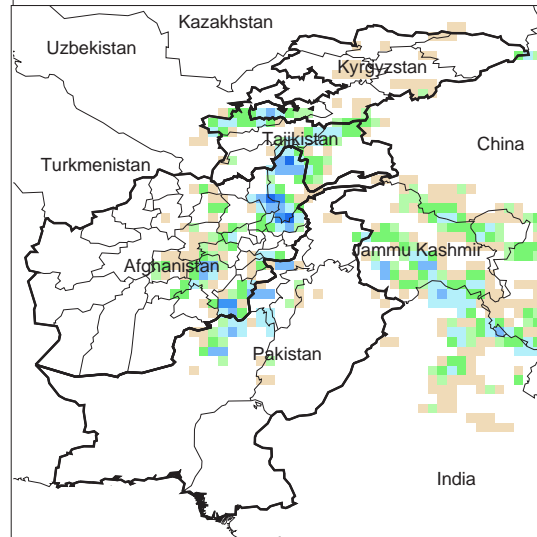 Kazakhstan
Uzbekistan
Kyrgyzstan
Tajikistan
China
Turkmenistan
Jammu Kashmir
Afghanistan
Pakistan
India